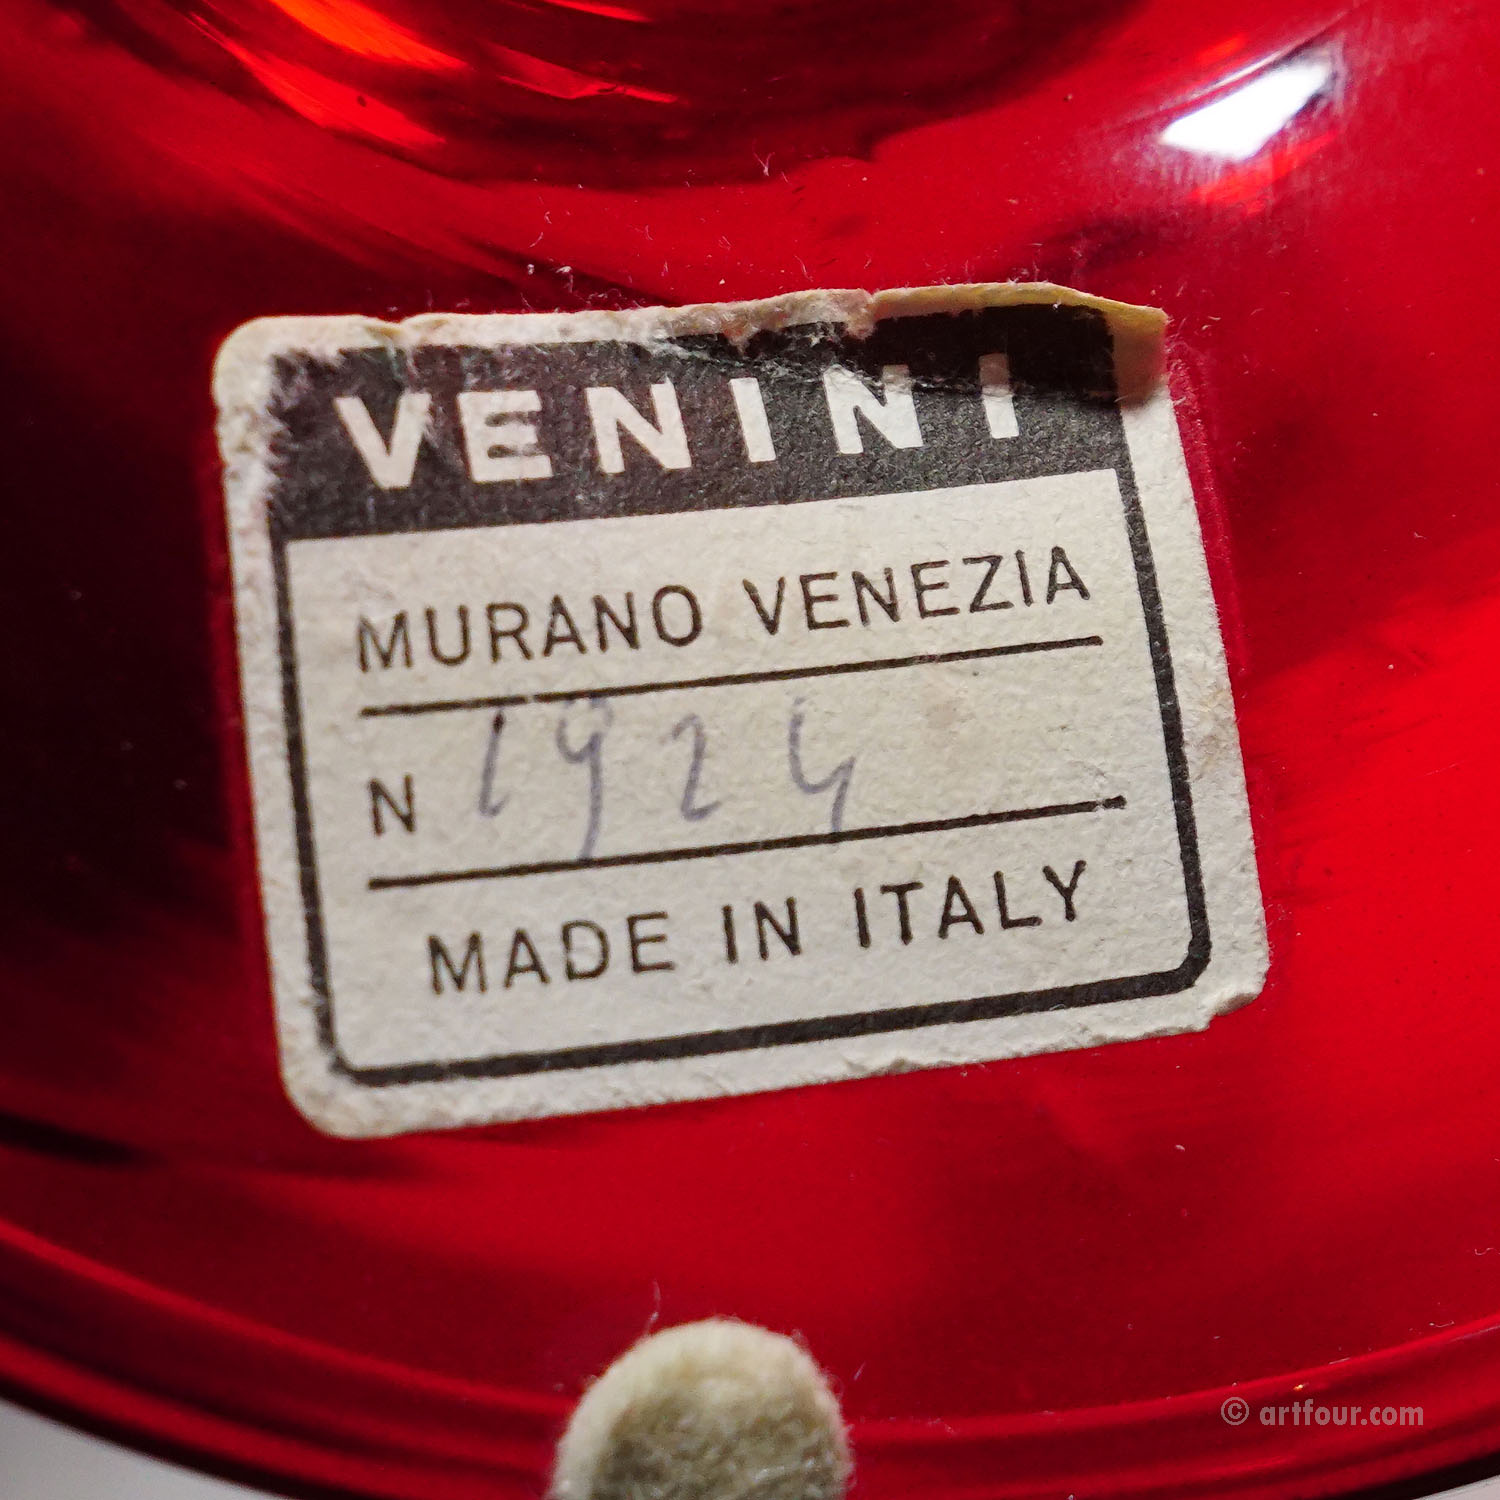 VENINI
MURANO VENEZIA
N 1924
MADE IN ITALY
© artfour.com